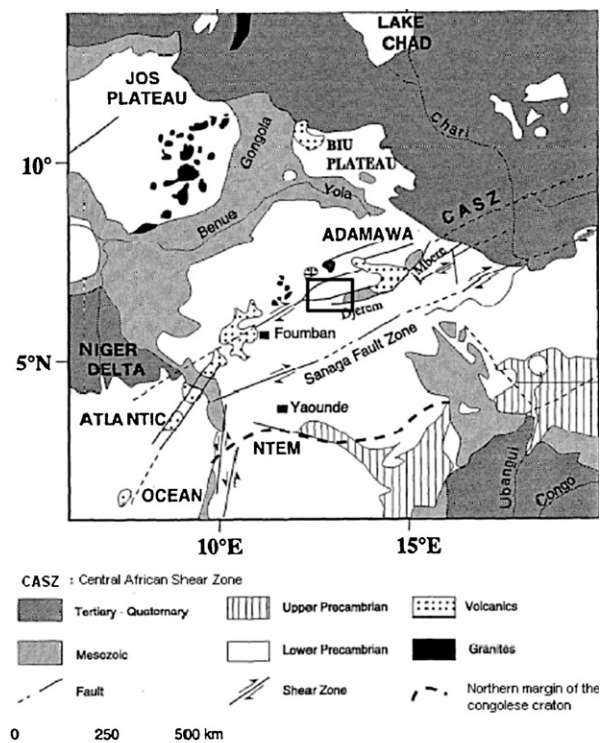 LAKE
CHAD
JOS
PLATEAU
Chari
Gongola
BIU
PLATEAU
10°
Yola
CASZ
Benue
ADAMAWA
Mbere
Djerem
Foumban
Sanaga Fault Zone
5°N
NIGER
DELTA
ATLANTIC
Yaounde
NTEM
OCEAN
Ubangui
Congo
10°E
15°E
CASZ : Central African Shear Zone
Tertiary - Quaternary
Upper Precambrian
Volcanics
Mesozoic
Lower Precambrian
Granites
Fault
Shear Zone
Northern margin of the
congolese craton
0 250 500 km